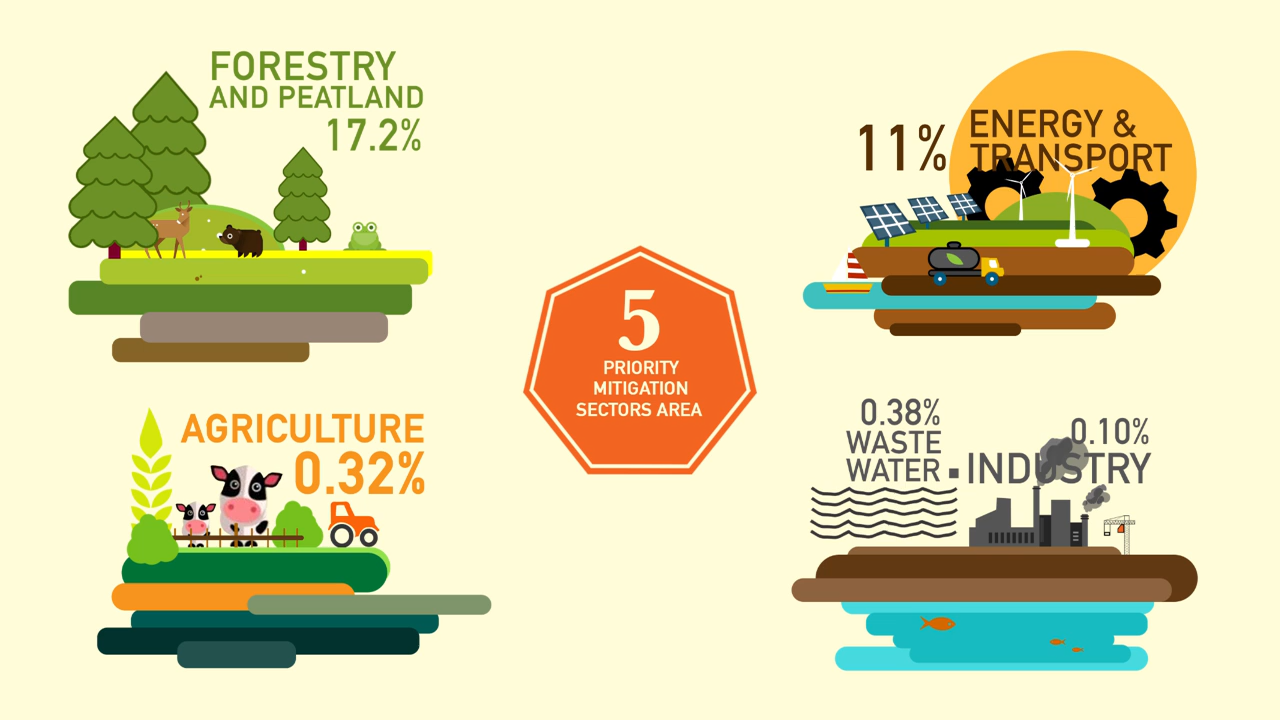 FORESTRY
AND PEATLAND
17.2%
11%
ENERGY &
TRANSPORT
5
PRIORITY
MITIGATION
SECTORS AREA
AGRICULTURE
0.32%
0.38%
WASTE
WATER
0.10%
INDUSTRY